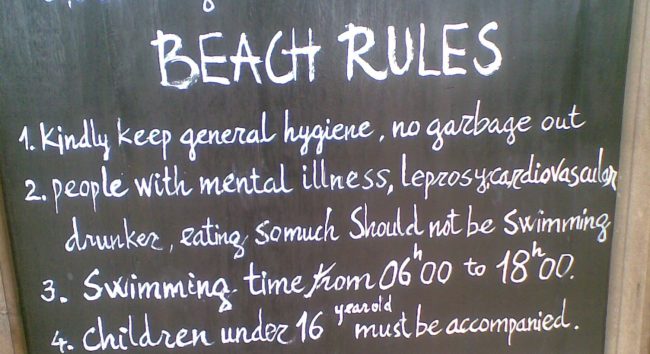 BEACH RULES
1. Kindly keep general hygiene, no garbage out
2. people with mental illness, leprosy, cardiovascular
drunker, eating somuch Should not be Swimming
3. Swimming time from 06h00 to 18h00.
4. children under 16 year old must be accompanied.